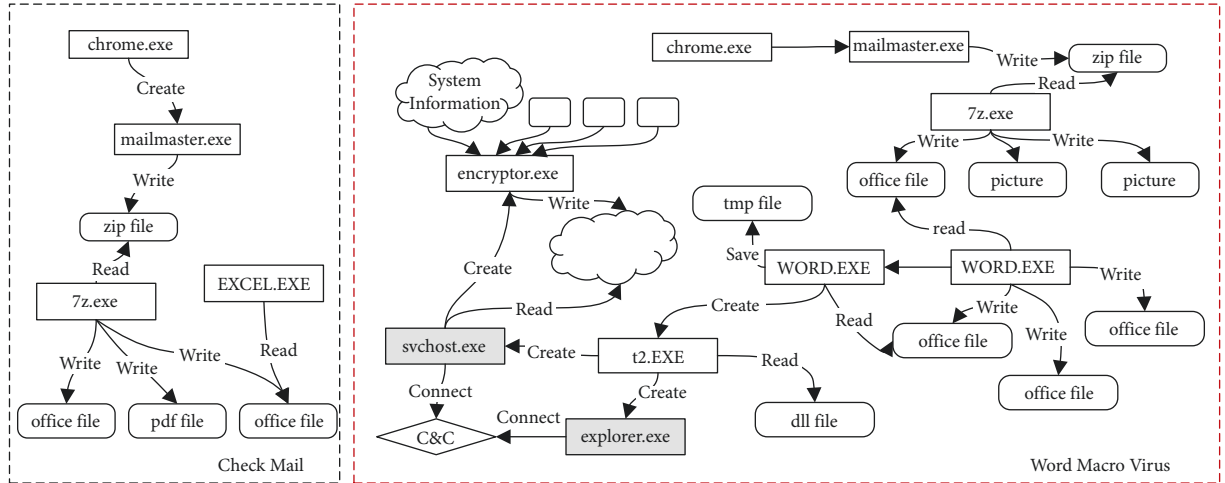 chrome.exe
Create
mailmaster.exe
Write
zip file
Read
7z.exe
EXCEL.EXE
Write
Write
Write
Read
office file
pdf file
office file
Check Mail
chrome.exe
mailmaster.exe
Write
zip file
Read
7z.exe
Write
Write
Write
office file
picture
picture
System
Information
encryptor.exe
Write
tmp file
read
Save
WORD.EXE
WORD.EXE
Write
Create
Read
Create
Read
Write
Write
office file
office file
office file
svchost.exe
Create
t2.EXE
Read
Connect
Create
dll file
C&C
Connect
explorer.exe
Word Macro Virus